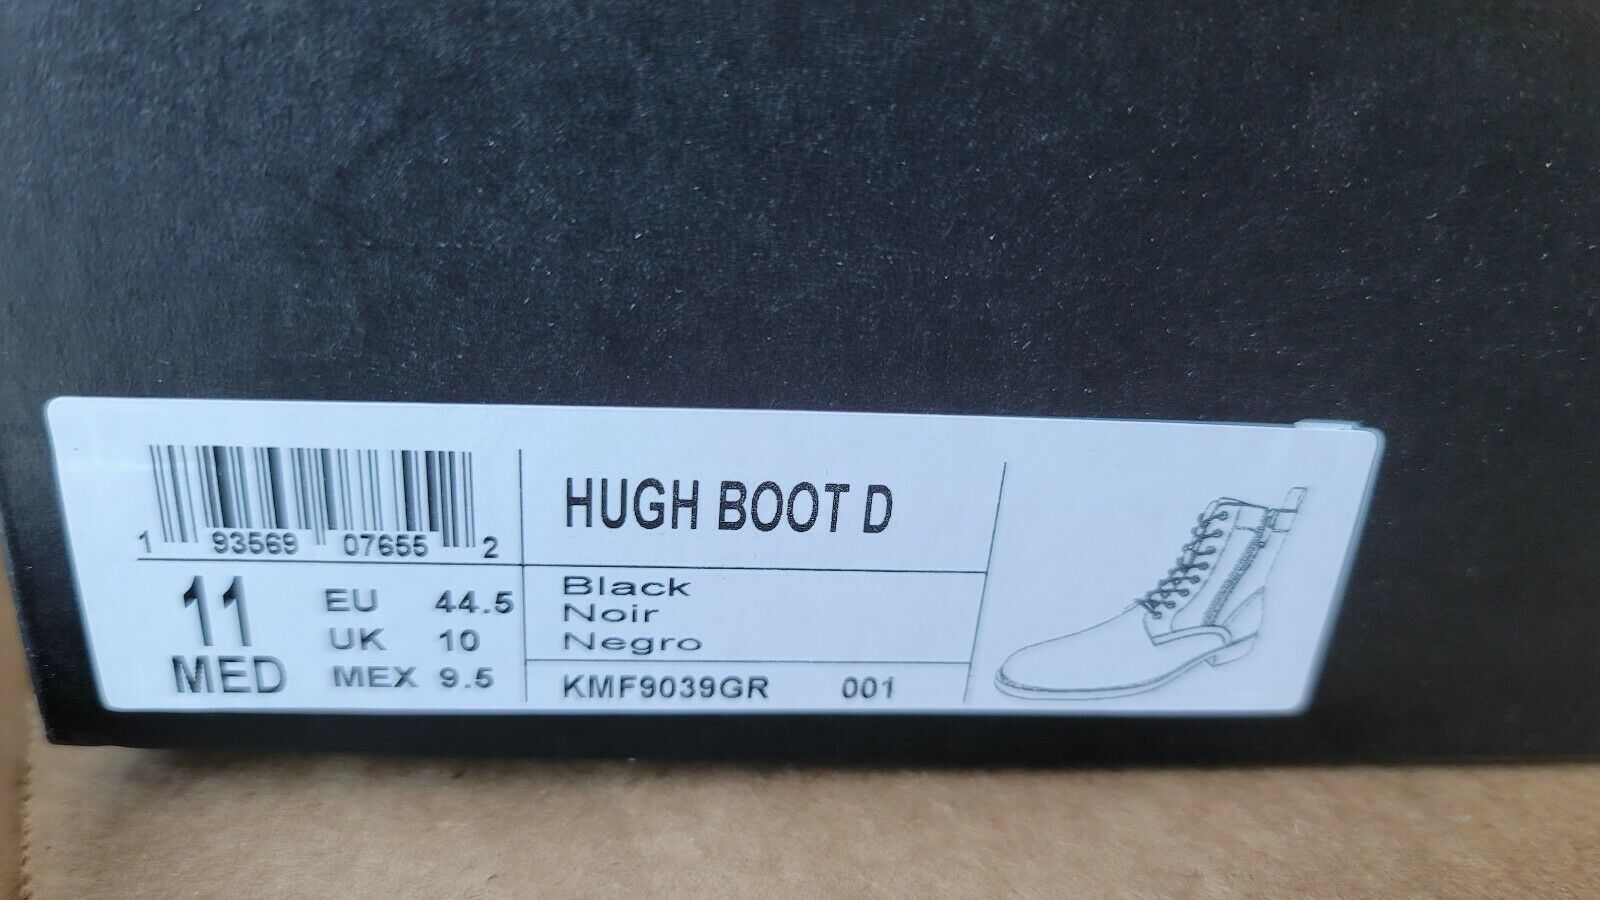 1 93569 07655 2
HUGH BOOT D
11
MED
EU 44.5
UK 10
MEX 9.5
Black
Noir
Negro
KMF9039GR 001